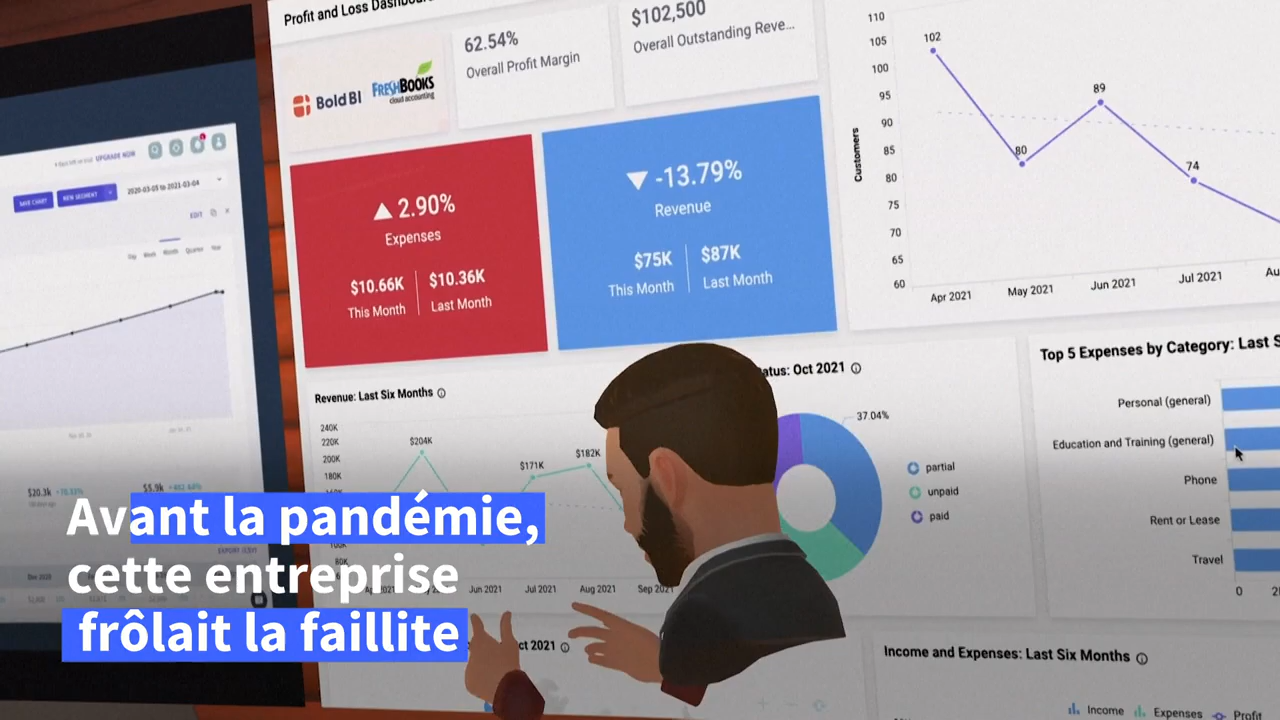 Profit and Loss
62.54%
Overall Profit Margin
$102,500
Overall Outstanding Reve...
Bold BI
FRESHBOOKS
cloud accounting
2.90%
Expenses
$10.66K
This Month
$10.36K
Last Month
-13.79%
Revenue
$75K
This Month
$87K
Last Month
110
105
100
95
90
85
80
75
70
65
60
Customers
102
80
89
74
Apr 2021
May 2021
Jun 2021
Jul 2021
UPGRADE NOW
SAVE CHART
NEW SEGMENT
2020-03-05 to 2021-03-04
EDIT
Day
Week
Month
Quarter
Year
$20.3k
$5.9k
Revenue: Last Six Months
240K
220K
200K
180K
$204K
$171K
$182K
Jun 2021
Jul 2021
Aug 2021
atus: Oct 2021
37.04%
partial
unpaid
paid
Top 5 Expenses by Category: Last S
Personal (general)
Education and Training (general)
Phone
Rent or Lease
Travel
0
ct 2021
Income and Expenses: Last Six Months
Income
Expenses
Profit
Avant la pandémie,
cette entreprise
frôlait la faillite